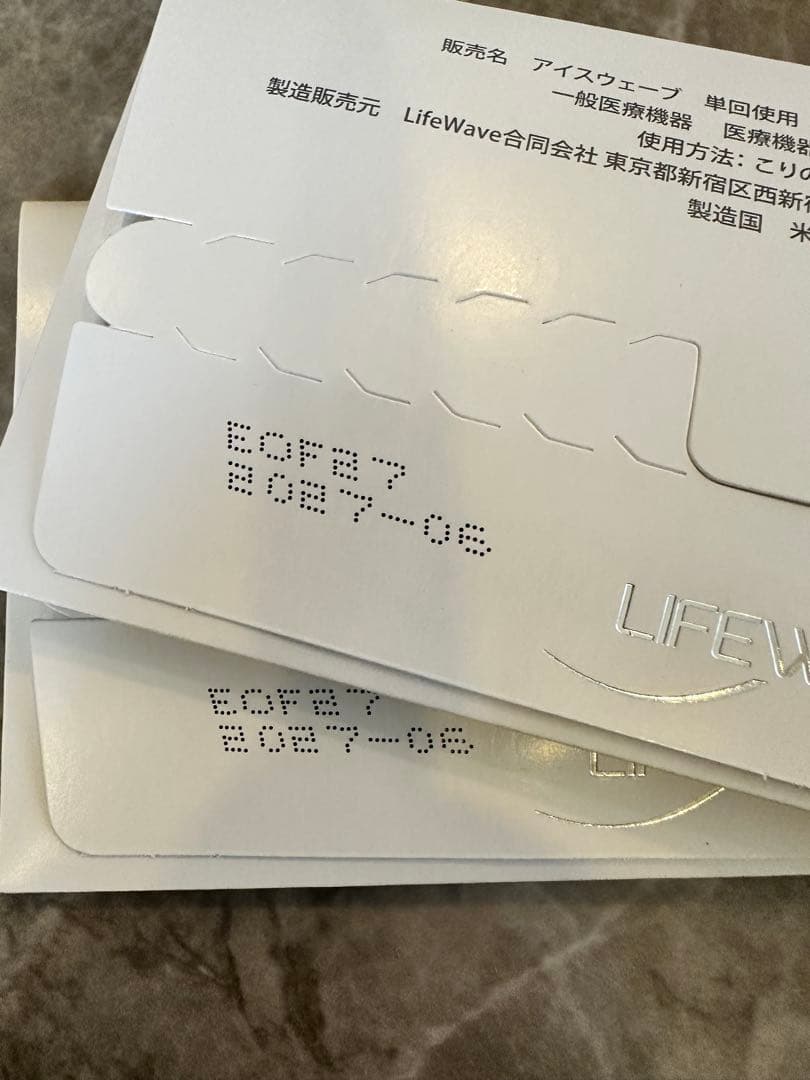 販売名 アイスウェーブ 単回使用
一般医療機器 医療機器
使用方法：こりの
製造販売元 LifeWave合同会社 東京都新宿区西新宿
製造国 米
EOF27
2027-06
LIFEW
EOF27
2027-06